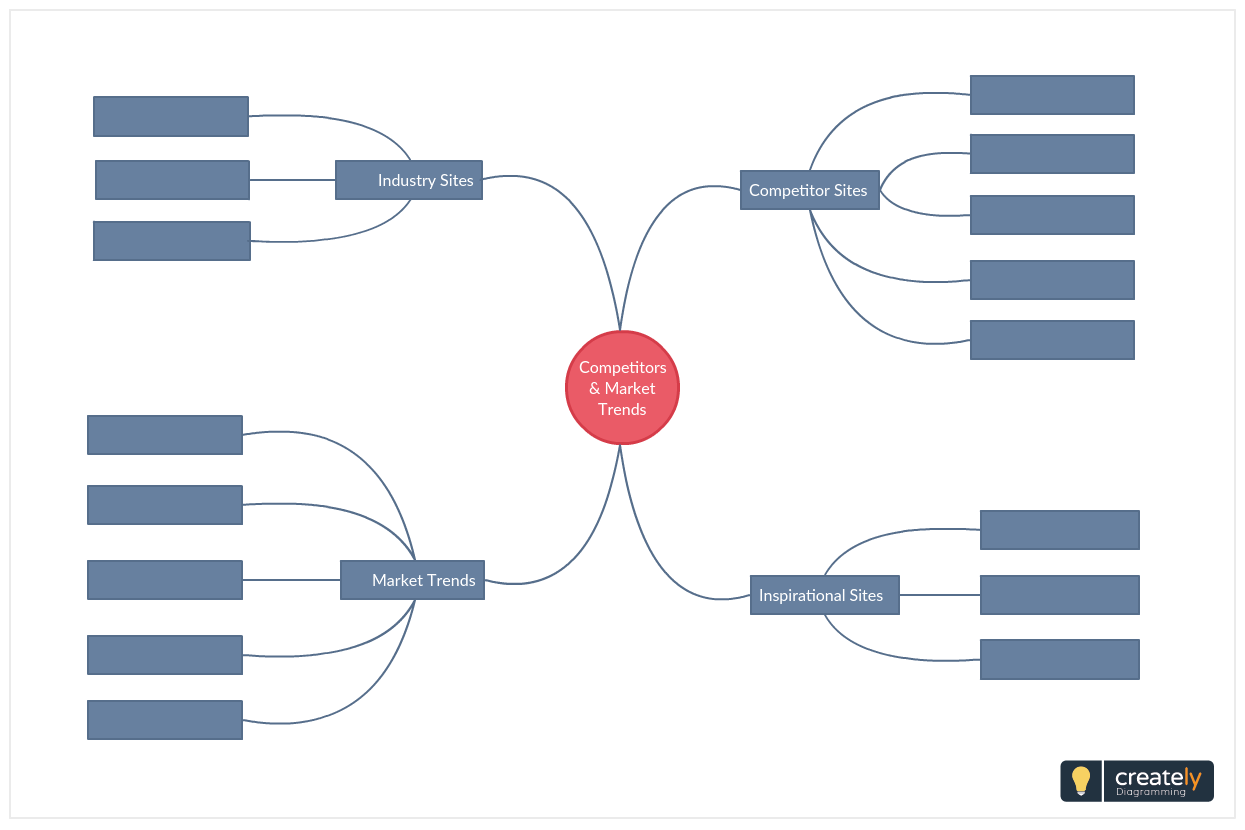 Industry Sites
Competitor Sites
Competitors
& Market
Trends
Market Trends
Inspirational Sites
creately
Diagramming